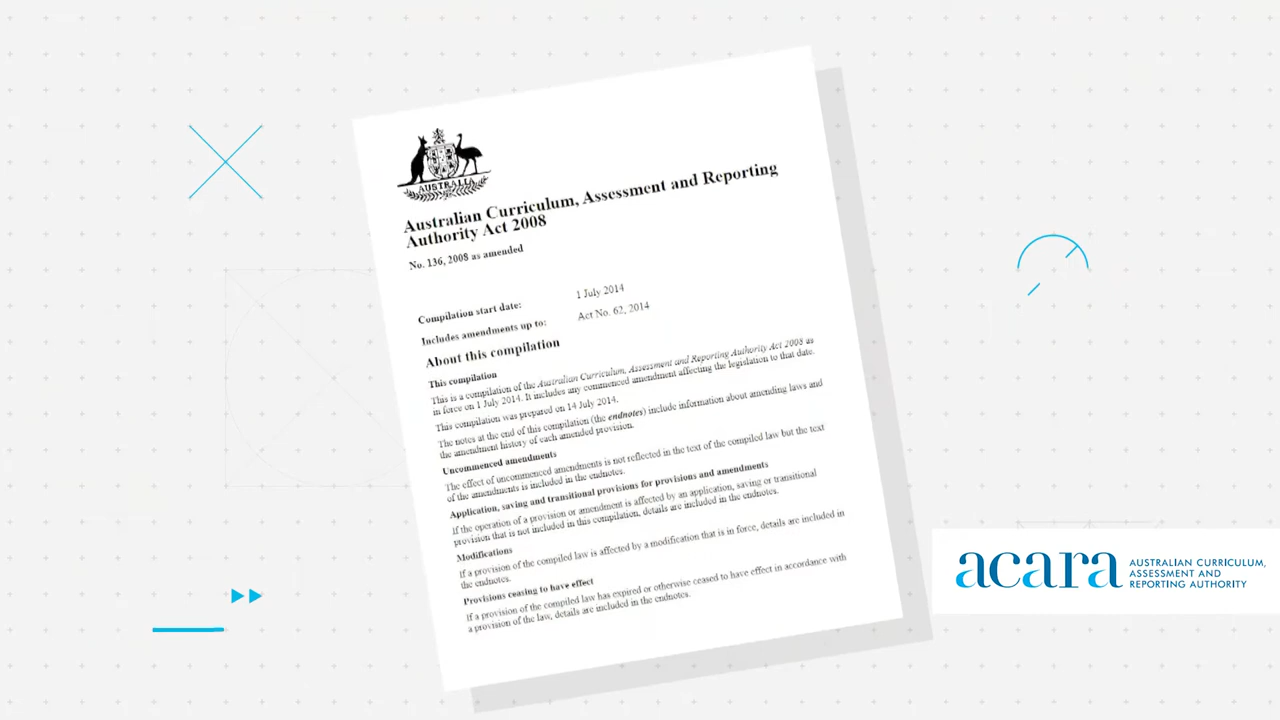 AUSTRALIA
Australian Curriculum, Assessment and Reporting
Authority Act 2008
No. 136, 2008 as amended
Compilation start date: 1 July 2014
Includes amendments up to: Act No. 62, 2014
About this compilation
This compilation
This is a compilation of the Australian Curriculum, Assessment and Reporting Authority Act 2008 as
in force on 1 July 2014. It includes any commenced amendment affecting the legislation to that date.
This compilation was prepared on 14 July 2014.
The notes at the end of this compilation (the endnotes) include information about amending laws and
the amendment history of each amended provision.
Uncommenced amendments
The effect of uncommenced amendments is not reflected in the text of the compiled law but the text
of the amendments is included in the endnotes.
Application, saving and transitional provisions for provisions and amendments
If the operation of a provision or amendment is affected by an application, saving or transitional
provision that is not included in this compilation, details are included in the endnotes.
Modifications
If a provision of the compiled law is affected by a modification that is in force, details are included in
the endnotes.
Provisions ceasing to have effect
If a provision of the compiled law has expired or otherwise ceased to have effect in accordance with
a provision of the law, details are included in the endnotes.
acara
AUSTRALIAN CURRICULUM,
ASSESSMENT AND
REPORTING AUTHORITY